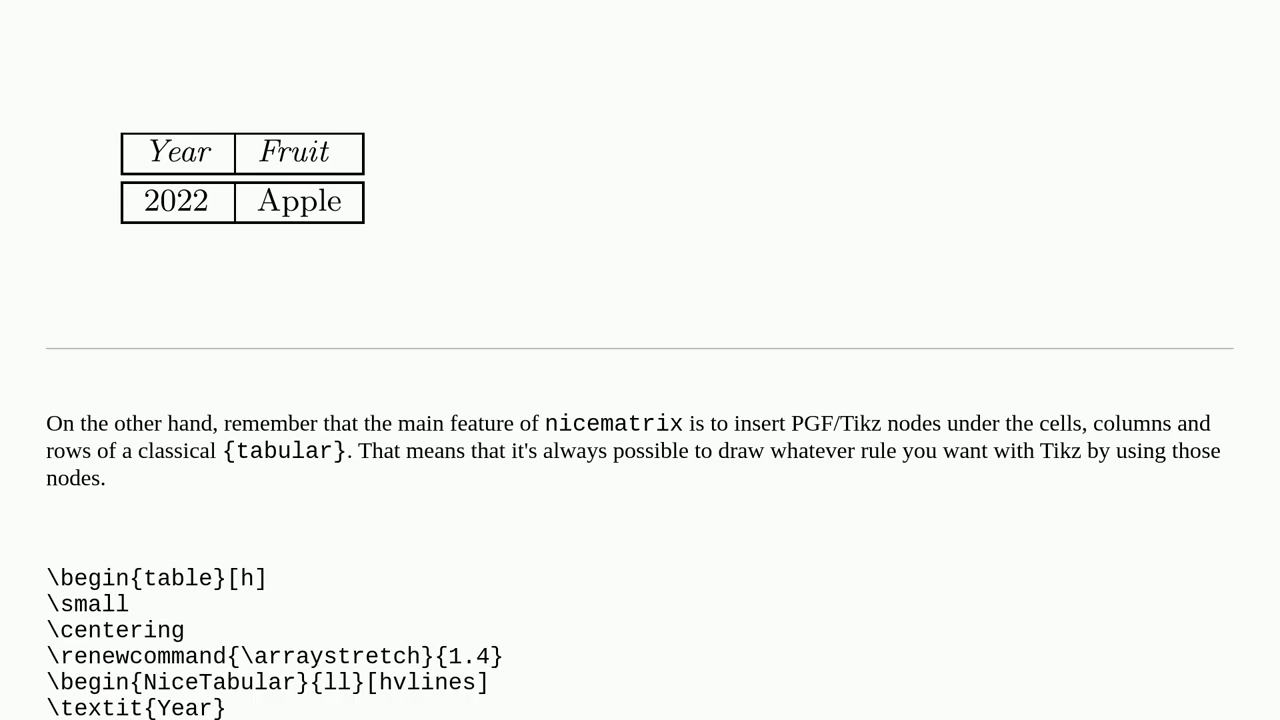 Year Fruit
2022 Apple
On the other hand, remember that the main feature of nicematrix is to insert PGF/Tikz nodes under the cells, columns and
rows of a classical {tabular}. That means that it's always possible to draw whatever rule you want with Tikz by using those
nodes.
\begin{table}[h]
\small
\centering
\renewcommand{\arraystretch}{1.4}
\begin{NiceTabular}{ll}[hvlines]
\textit{Year}